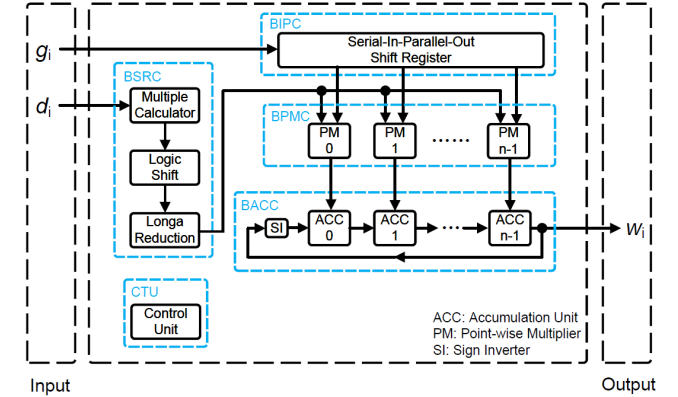 BIPC
Serial-In-Parallel-Out
Shift Register
gi
BSRC
di
Multiple
Calculator
BPMC
PM
0
PM
1
......
PM
n-1
Logic
Shift
Longa
Reduction
BACC
SI
ACC
0
ACC
1
....
ACC
n-1
Wi
CTU
Control
Unit
ACC: Accumulation Unit
PM: Point-wise Multiplier
SI: Sign Inverter
Input
Output